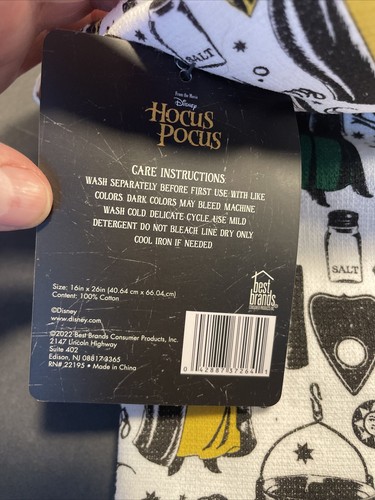 SALT
From the Movie
Disney
HOCUS
POCUS
CARE INSTRUCTIONS
WASH SEPARATELY BEFORE FIRST USE WITH LIKE
COLORS DARK COLORS MAY BLEED MACHINE
WASH COLD DELICATE CYCLE USE MILD
DETERGENT DO NOT BLEACH LINE DRY ONLY
COOL IRON IF NEEDED
Size: 16in x 26in (40.64 cm x 66.04 cm)
Content: 100% Cotton
best
brands
©Disney
www.disney.com
©2022 Best Brands Consumer Products, Inc.
2147 Lincoln Highway
Suite 402
Edison, NJ 08817-9365
RN# 22195 • Made in China
SALT